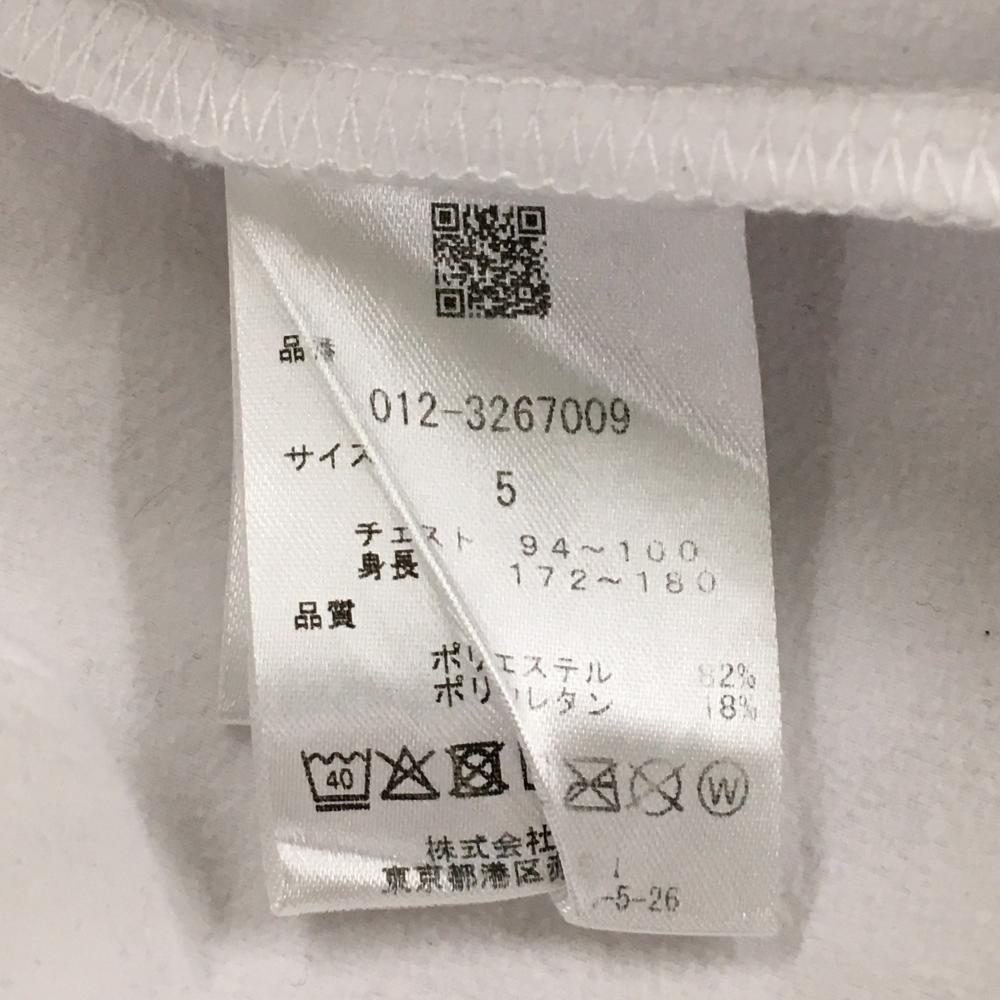 品番
012-3267009
サイズ
5
チェスト 94~100
身長 172~180
品質
ポリエステル 82%
ポリウレタン 18%
40
W
株式会社
東京都港区
-5-26